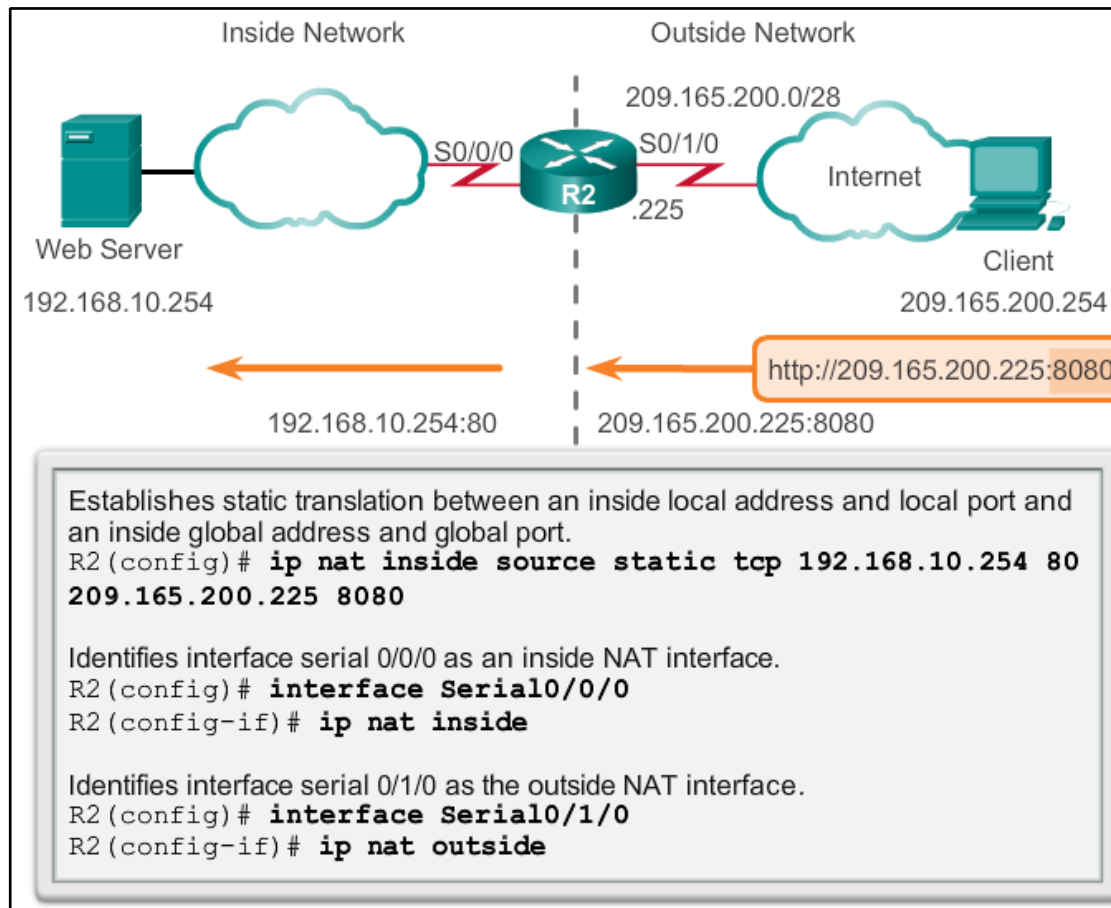 Inside Network
Outside Network
209.165.200.0/28
S0/0/0
S0/1/0
Internet
R2
.225
Web Server
Client
192.168.10.254
209.165.200.254
http://209.165.200.225:8080
192.168.10.254:80
209.165.200.225:8080
Establishes static translation between an inside local address and local port and
an inside global address and global port.
R2(config)# ip nat inside source static tcp 192.168.10.254 80
209.165.200.225 8080
Identifies interface serial 0/0/0 as an inside NAT interface.
R2(config)# interface Serial0/0/0
R2(config-if)# ip nat inside
Identifies interface serial 0/1/0 as the outside NAT interface.
R2(config)# interface Serial0/1/0
R2(config-if)# ip nat outside